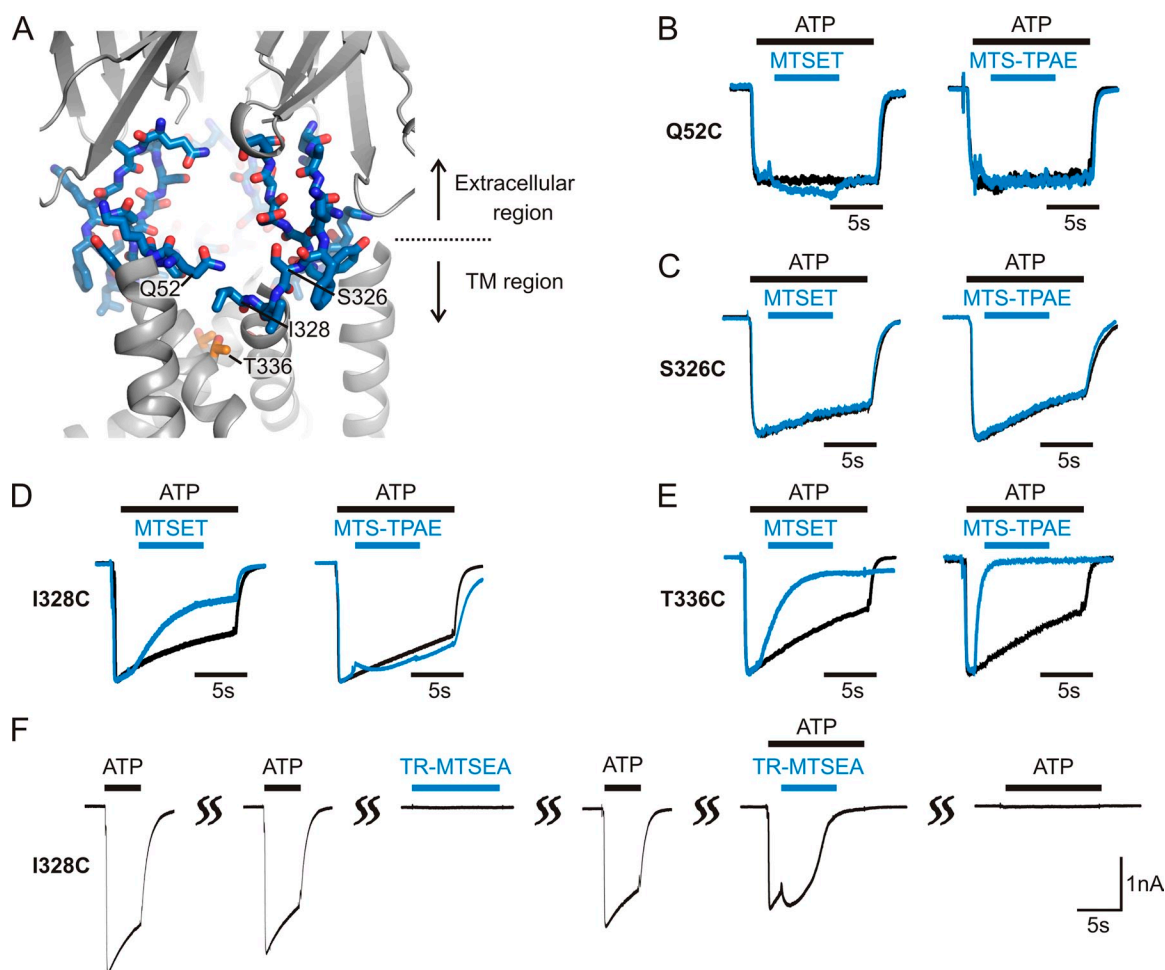 A
Extracellular
region
TM region
Q52
S326
I328
T336
B
ATP
MTSET
ATP
MTS-TPAE
Q52C
5s
5s
C
ATP
MTSET
ATP
MTS-TPAE
S326C
5s
5s
D
ATP
MTSET
ATP
MTS-TPAE
I328C
5s
5s
E
ATP
MTSET
ATP
MTS-TPAE
T336C
5s
5s
F
ATP
ATP
TR-MTSEA
ATP
ATP
TR-MTSEA
ATP
I328C
1nA
5s